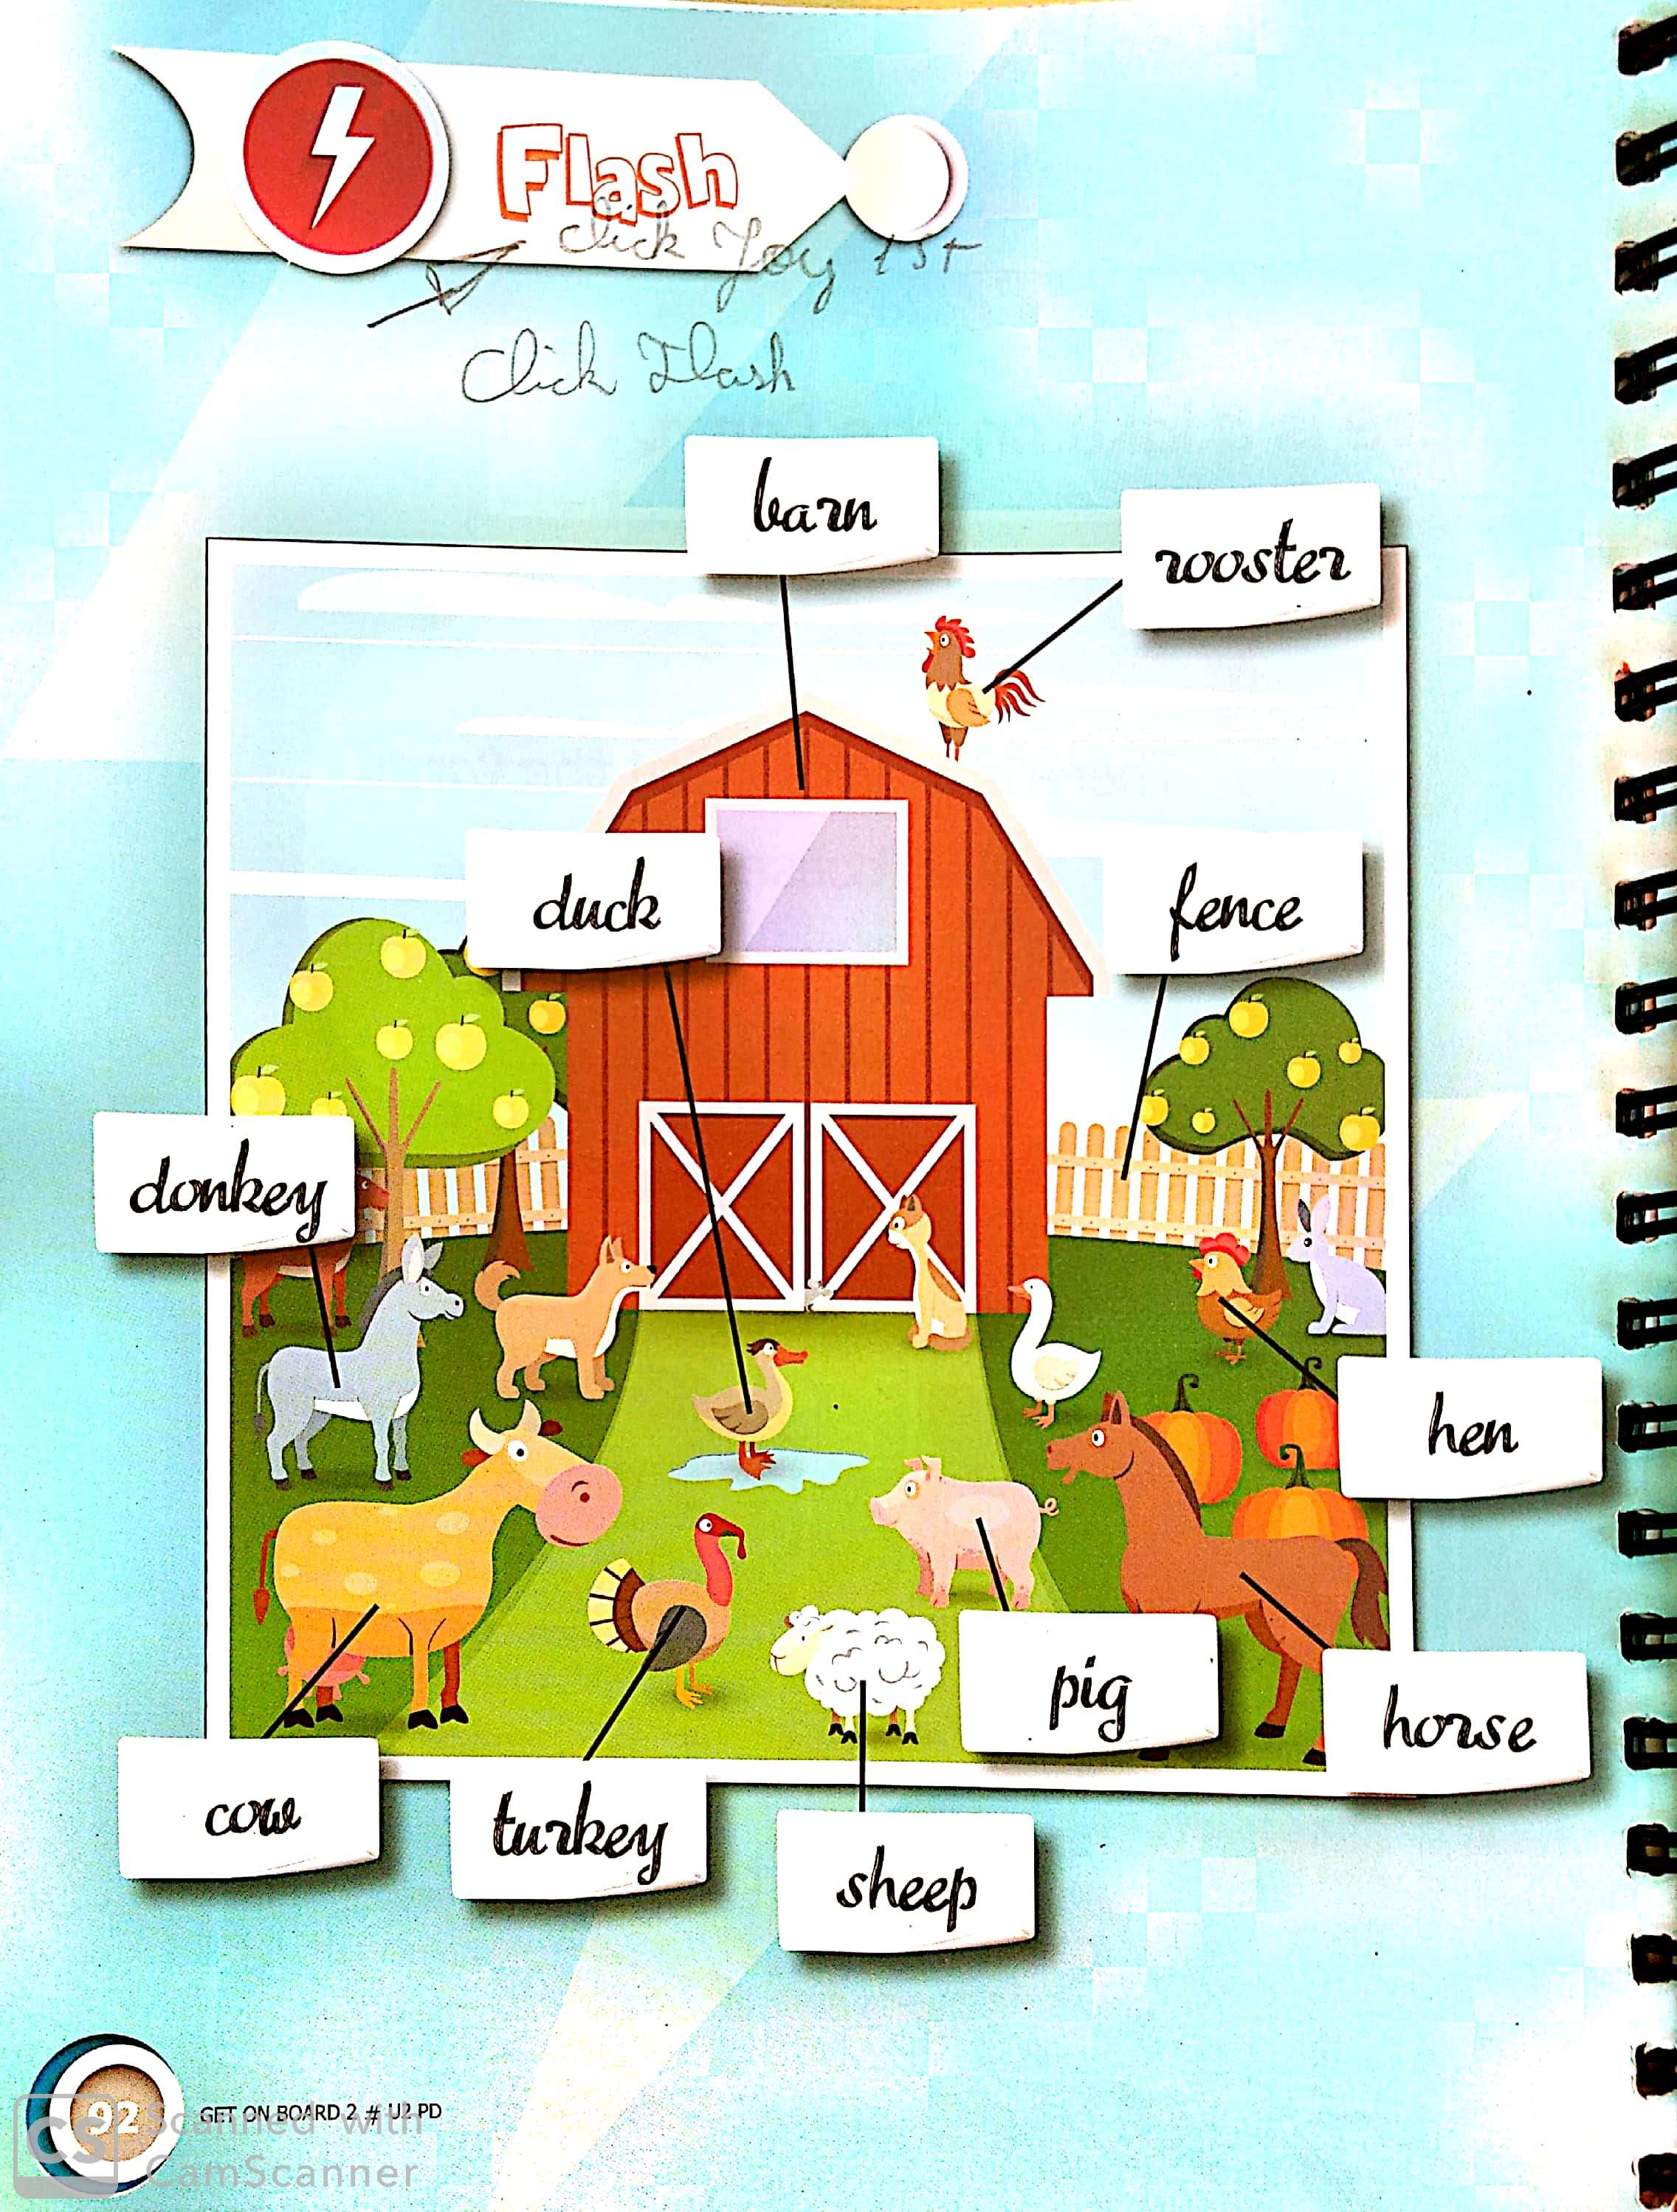 Flash
Click Joy 1st
Click Flash
barn
rooster
duck
fence
donkey
hen
pig
horse
cow
turkey
sheep
92
GET ON BOARD 2 # U2 PD
CS
Scanned with
CamScanner